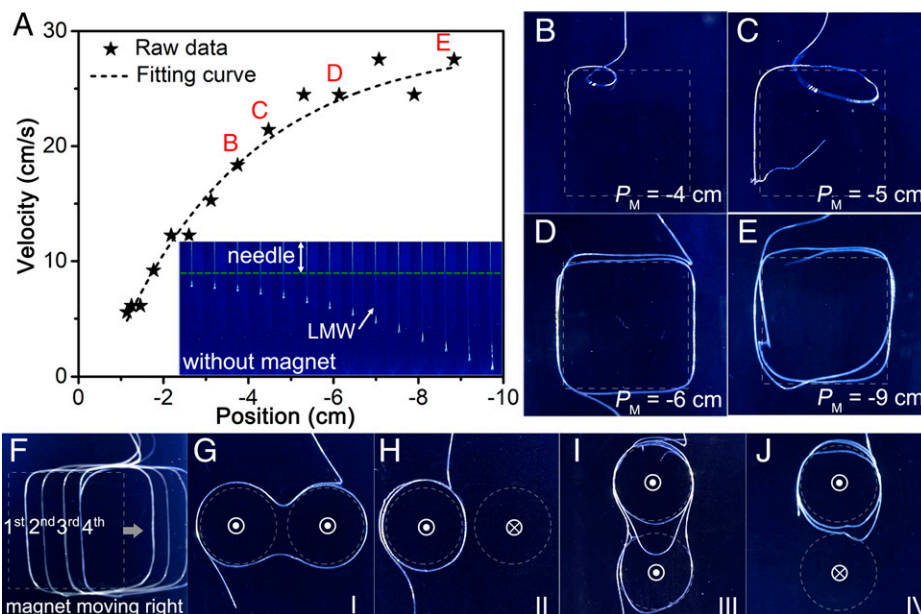 A
30
20
10
0
Velocity (cm/s)
★ Raw data
---- Fitting curve
B
C
D
E
needle
LMW
without magnet
0 -2 -4 -6 -8 -10
Position (cm)
B
P_M = -4 cm
C
P_M = -5 cm
D
P_M = -6 cm
E
P_M = -9 cm
F
1st 2nd 3rd 4th
magnet moving right
G
I
H
II
I
III
J
IV